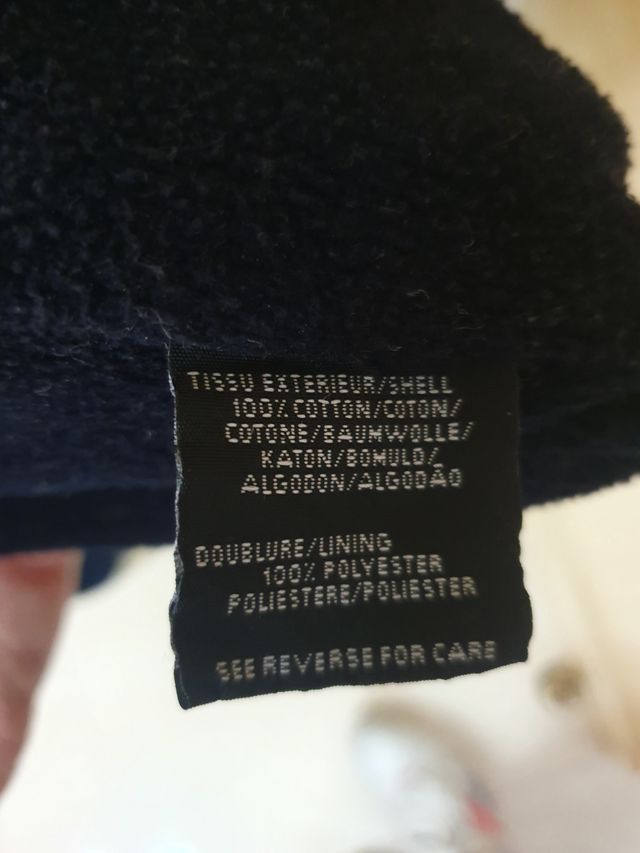 TISSU EXTERIEUR/SHELL
100% COTTON/COTON/
COTONE/BAUMWOLLE/
KATON/BOMULD/
ALGODON/ALGODÃO
DOUBLURE/LINING
100% POLYESTER
POLIESTERE/POLIESTER
SEE REVERSE FOR CARE